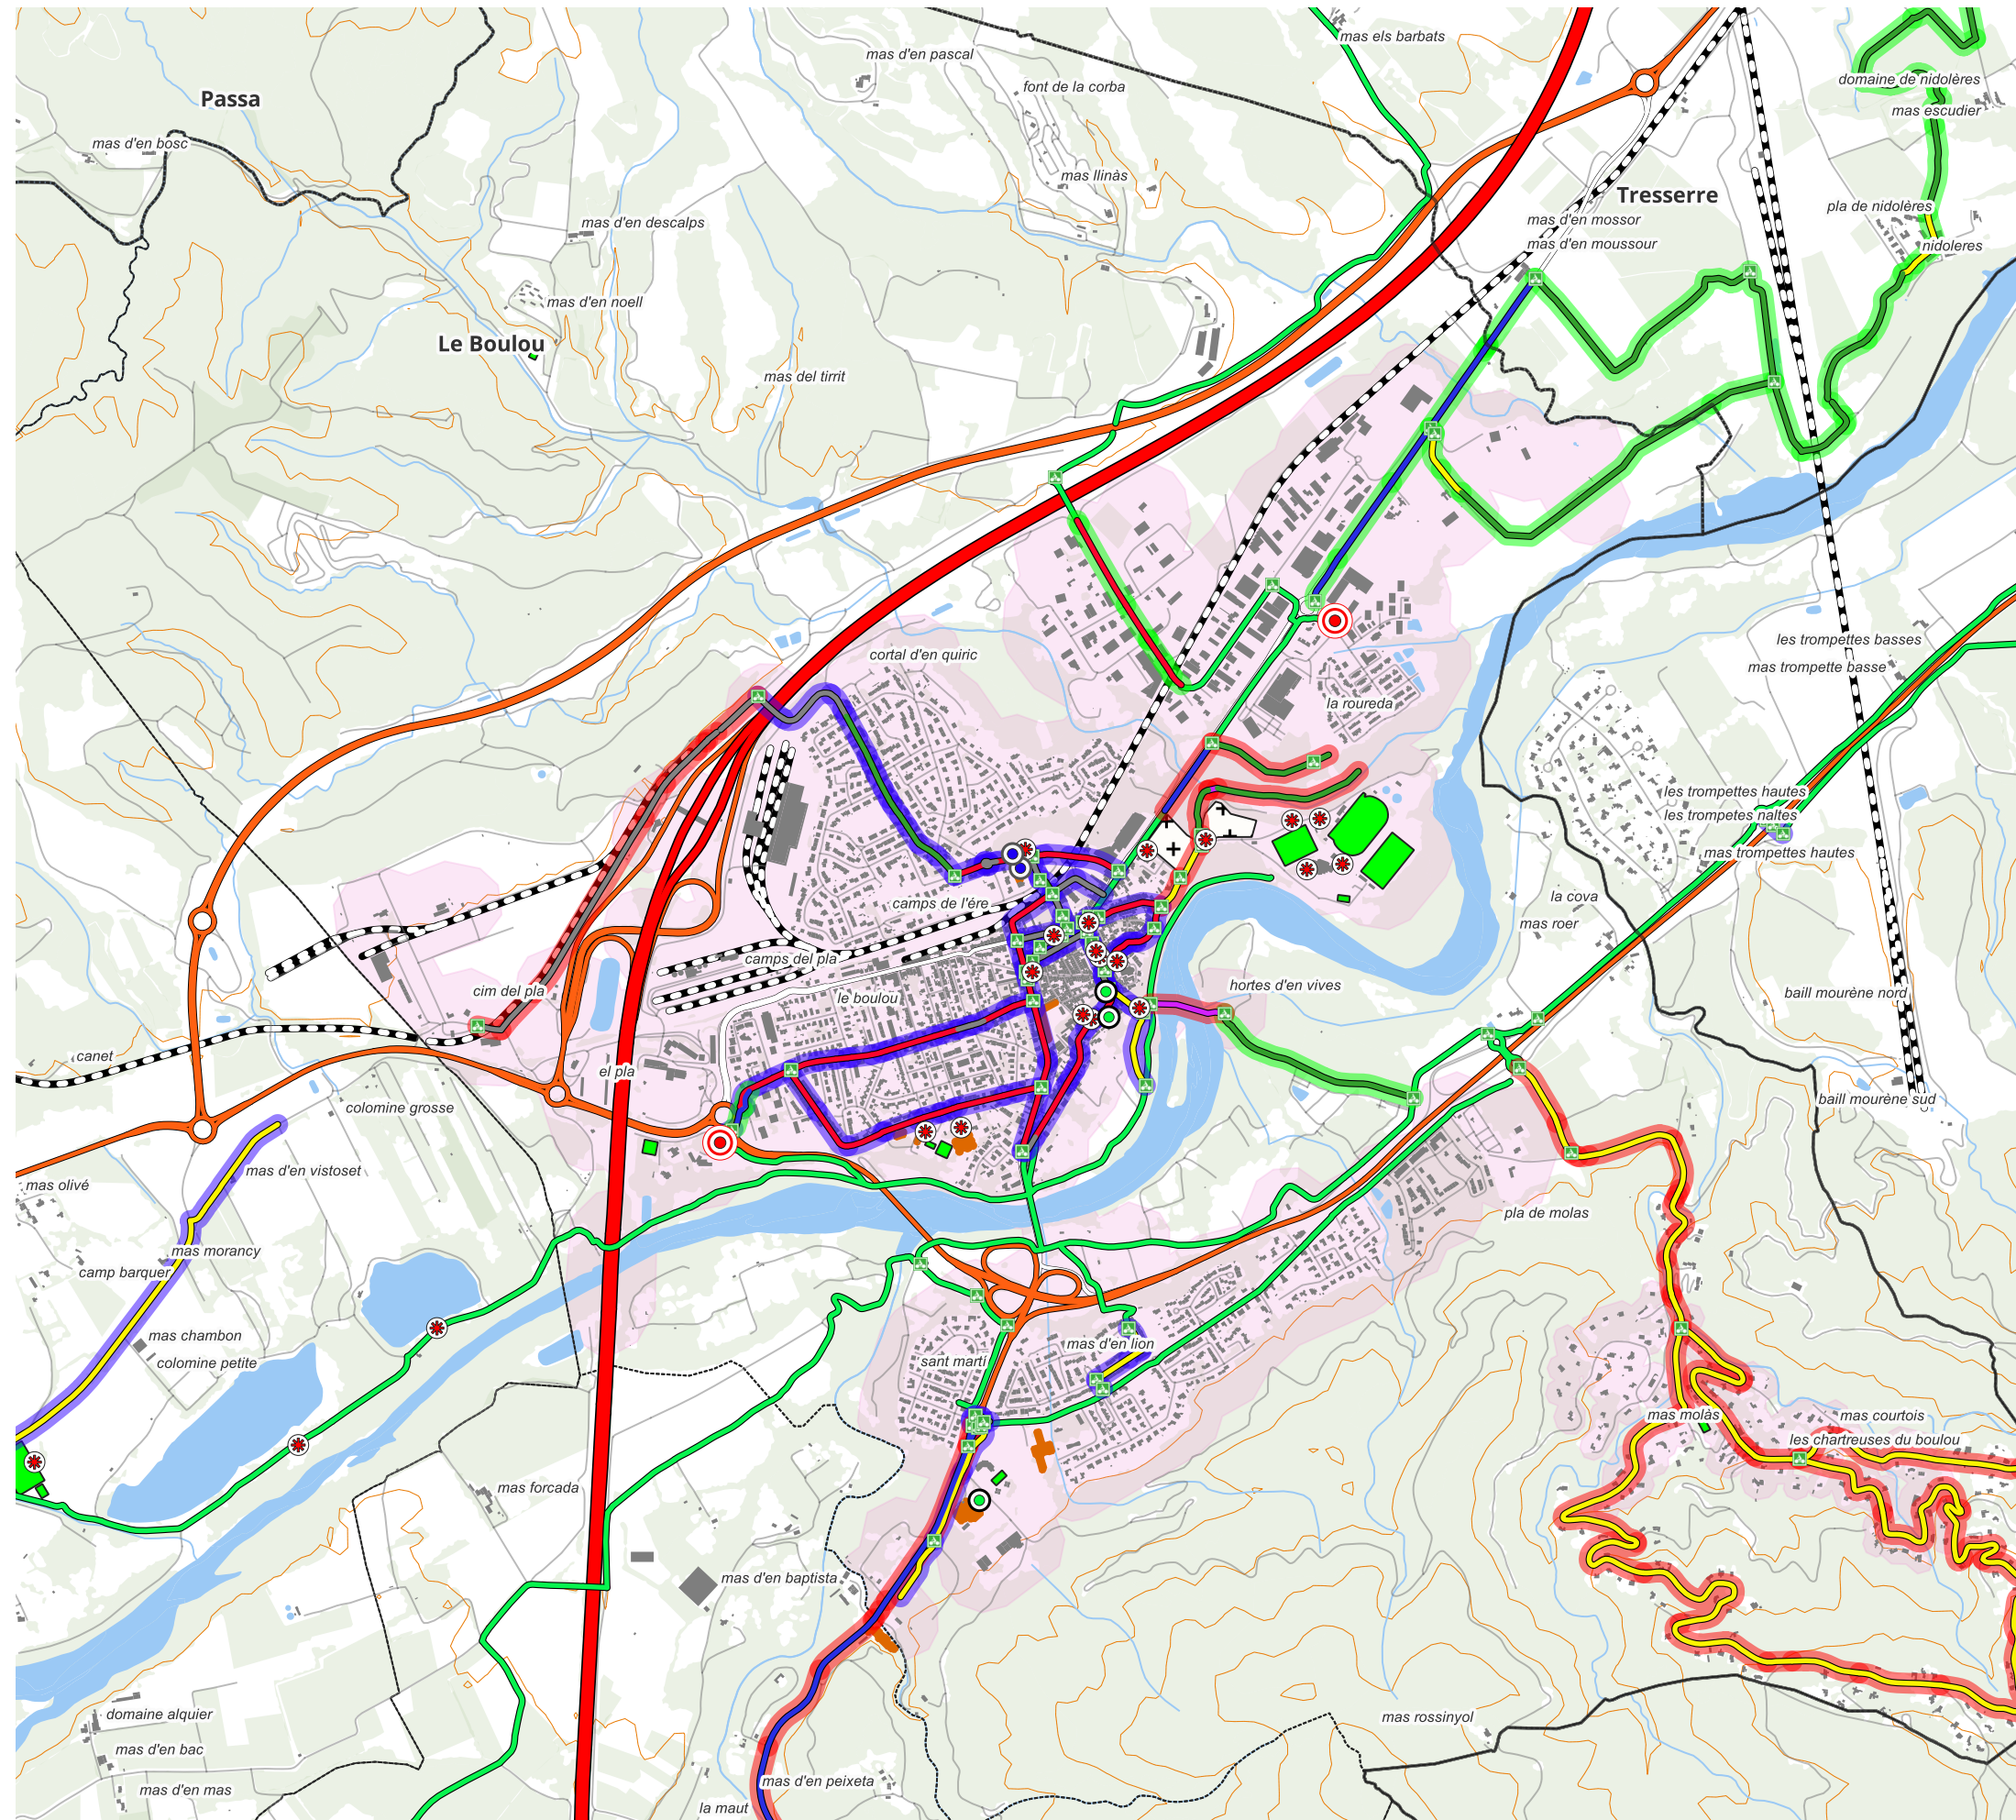 mas els barbats
mas d'en pascal
domaine de nidolères
font de la corba
Passa
mas escudier
mas d'en bosc
mas llinàs
Tresserre
pla de nidolères
mas d'en mossor
mas d'en descalps
mas d'en moussour
nidoleres
mas d'en noell
Le Boulou
mas del tirrit
les trompettes basses
cortal d'en quiric
mas trompette basse
la roureda
les trompettes hautes
les trompetes naltes
mas trompettes hautes
la cova
camps de l'ére
mas roer
camps del pla
hortes d'en vives
cim del pla
baill mourène nord
le boulou
canet
el pla
baill mourène sud
colomine grosse
mas d'en vistoset
mas olivé
pla de molas
mas morancy
camp barquer
mas chambon
mas d'en lion
colomine petite
sant marti
mas molàs
mas courtois
les chartreuses du boulou
mas forcada
mas d'en baptista
domaine alquier
mas rossinyol
mas d'en bac
mas d'en peixeta
mas d'en mas
la maut